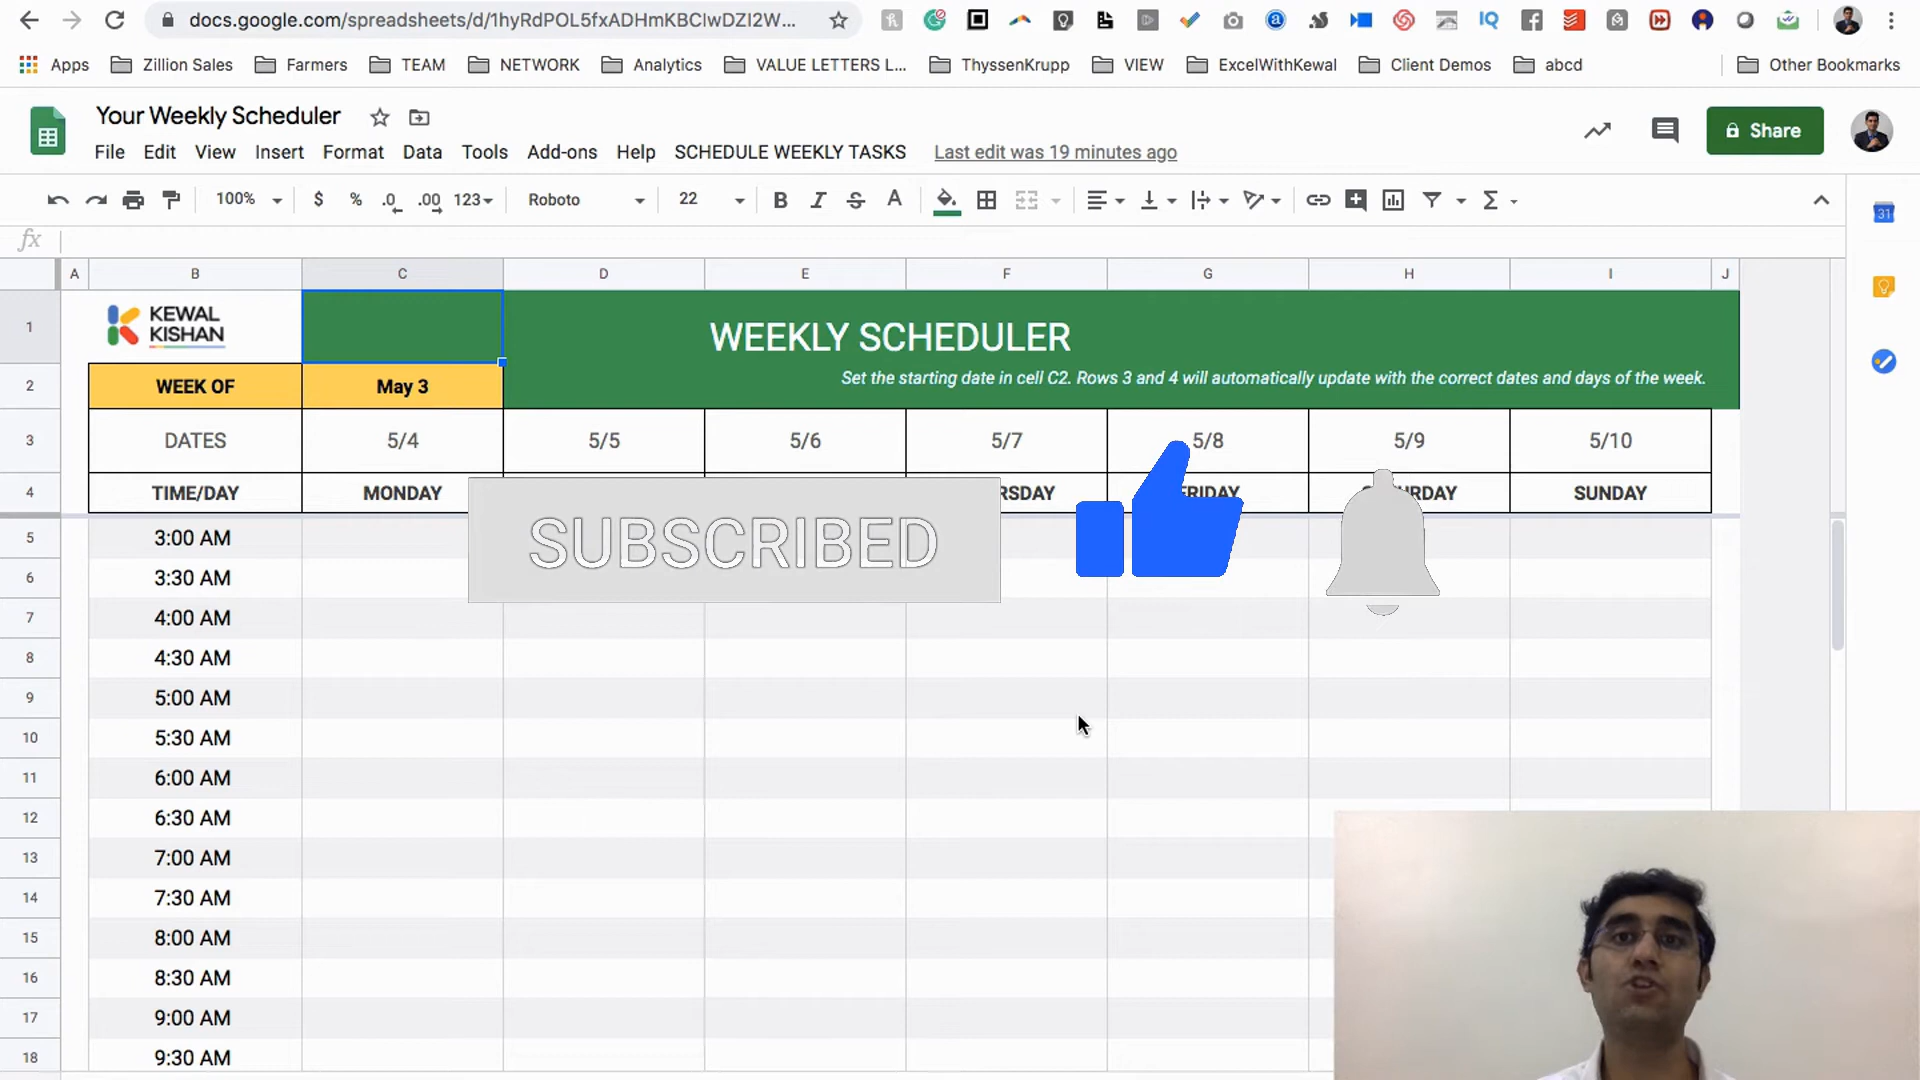 docs.google.com/spreadsheets/d/1hyRdPOL5fxADHmKBClwDZI2W...
Apps Zillion Sales Farmers TEAM NETWORK Analytics VALUE LETTERS L... ThyssenKrupp VIEW ExcelWithKewal Client Demos abcd Other Bookmarks
Your Weekly Scheduler
File Edit View Insert Format Data Tools Add-ons Help SCHEDULE WEEKLY TASKS Last edit was 19 minutes ago
Share
100% $ % .0 .00 123 Roboto 22 B I S A Σ
31
fx
A B C D E F G H I J
1 KEWAL KISHAN WEEKLY SCHEDULER
Set the starting date in cell C2. Rows 3 and 4 will automatically update with the correct dates and days of the week.
2 WEEK OF May 3
3 DATES 5/4 5/5 5/6 5/7 5/8 5/9 5/10
4 TIME/DAY MONDAY RSDAY FRIDAY SUNDAY
SUBSCRIBED
5 3:00 AM
6 3:30 AM
7 4:00 AM
8 4:30 AM
9 5:00 AM
10 5:30 AM
11 6:00 AM
12 6:30 AM
13 7:00 AM
14 7:30 AM
15 8:00 AM
16 8:30 AM
17 9:00 AM
18 9:30 AM